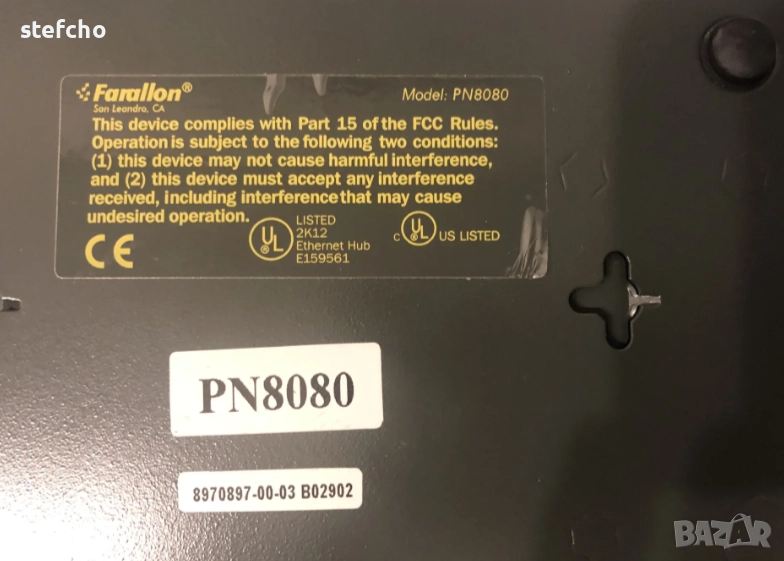 stefcho
Farallon®
San Leandro, CA
Model: PN8080
This device complies with Part 15 of the FCC Rules.
Operation is subject to the following two conditions:
(1) this device may not cause harmful interference,
and (2) this device must accept any interference
received, including interference that may cause
undesired operation.
CE
UL
LISTED
2K12
Ethernet Hub
E159561
c UL US LISTED
PN8080
8970897-00-03 B02902
BAZAR